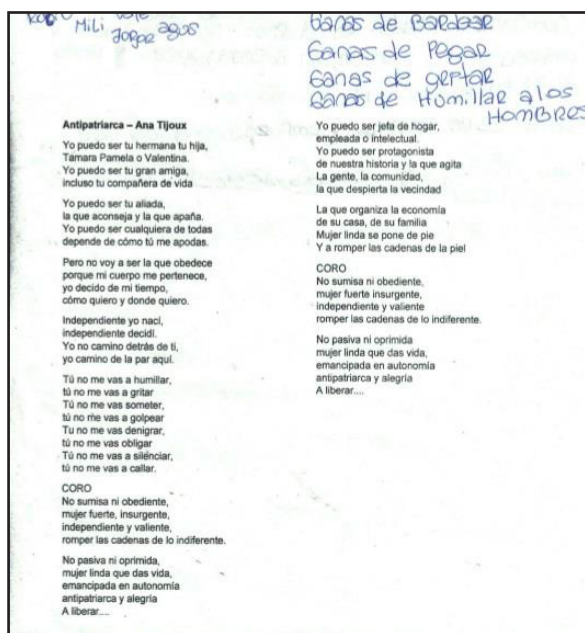 Mili
Jorge agus
Ganas de Bardear
Ganas de Pegar
Ganas de gritar
Ganas de Humillar a los
HOMBRES
Antipatriarca – Ana Tijoux
Yo puedo ser tu hermana tu hija,
Tamara Pamela o Valentina.
Yo puedo ser tu gran amiga,
incluso tu compañera de vida
Yo puedo ser tu aliada,
la que aconseja y la que apaña.
Yo puedo ser cualquiera de todas
depende de cómo tú me apodas.
Pero no voy a ser la que obedece
porque mi cuerpo me pertenece,
yo decido de mi tiempo,
cómo quiero y donde quiero.
Independiente yo nací,
independiente decidí.
Yo no camino detrás de ti,
yo camino de la par aquí.
Tú no me vas a humillar,
tú no me vas a gritar
Tú no me vas someter,
tú no me vas a golpear
Tu no me vas denigrar,
tú no me vas obligar
Tú no me vas a silenciar,
tú no me vas a callar.
CORO
No sumisa ni obediente,
mujer fuerte, insurgente,
independiente y valiente,
romper las cadenas de lo indiferente.
No pasiva ni oprimida,
mujer linda que das vida,
emancipada en autonomía
antipatriarca y alegría
A liberar....
Yo puedo ser jefa de hogar,
empleada o intelectual.
Yo puedo ser protagonista
de nuestra historia y la que agita
La gente, la comunidad,
la que despierta la vecindad
La que organiza la economía
de su casa, de su familia
Mujer linda se pone de pie
Y a romper las cadenas de la piel
CORO
No sumisa ni obediente,
mujer fuerte insurgente,
independiente y valiente
romper las cadenas de lo indiferente.
No pasiva ni oprimida
mujer linda que das vida,
emancipada en autonomía
antipatriarca y alegría
A liberar....